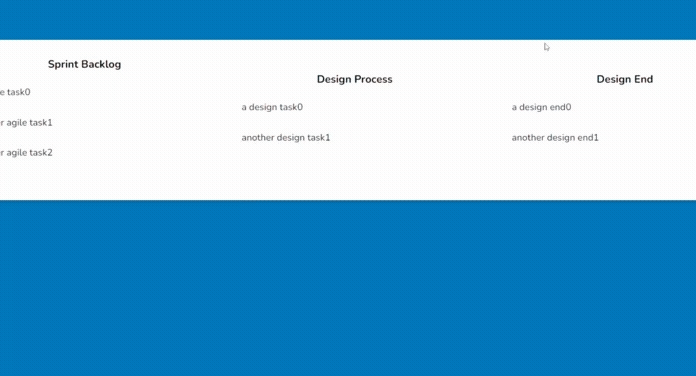 Sprint Backlog
e task0
r agile task1
r agile task2
Design Process
a design task0
another design task1
Design End
a design end0
another design end1